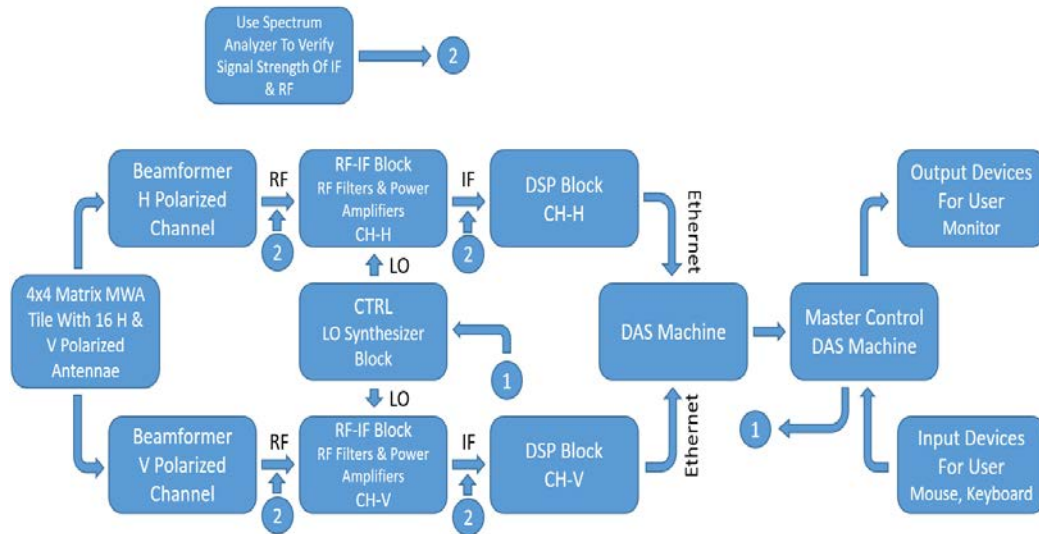 Use Spectrum
Analyzer To Verify
Signal Strength Of IF
& RF
2
Beamformer
H Polarized
Channel
RF
2
RF-IF Block
RF Filters & Power
Amplifiers
CH-H
IF
2
DSP Block
CH-H
Ethernet
Output Devices
For User
Monitor
LO
4x4 Matrix MWA
Tile With 16 H &
V Polarized
Antennae
CTRL
LO Synthesizer
Block
1
DAS Machine
Master Control
DAS Machine
LO
Beamformer
V Polarized
Channel
RF
2
RF-IF Block
RF Filters & Power
Amplifiers
CH-V
IF
2
DSP Block
CH-V
Ethernet
1
Input Devices
For User
Mouse, Keyboard